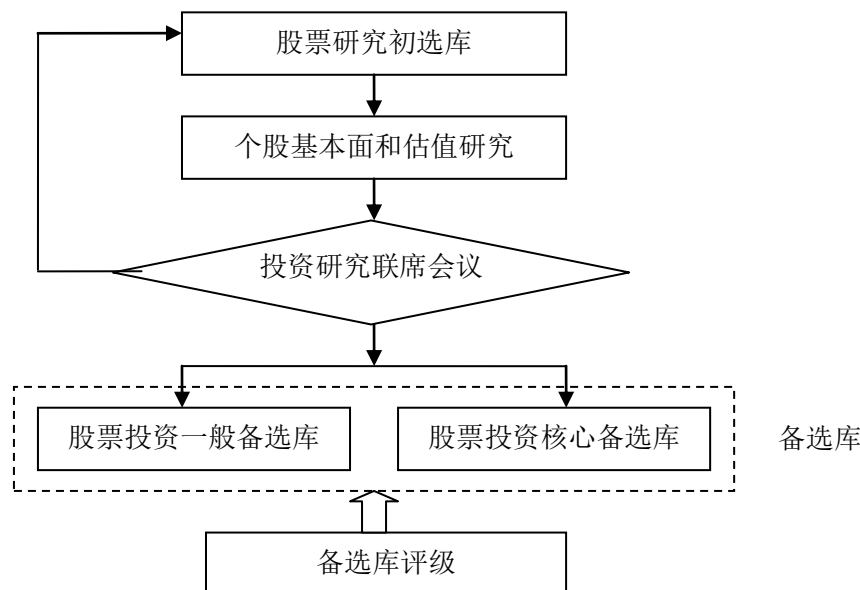 股票研究初选库
个股基本面和估值研究
投资研究联席会议
股票投资一般备选库
股票投资核心备选库
备选库
备选库评级